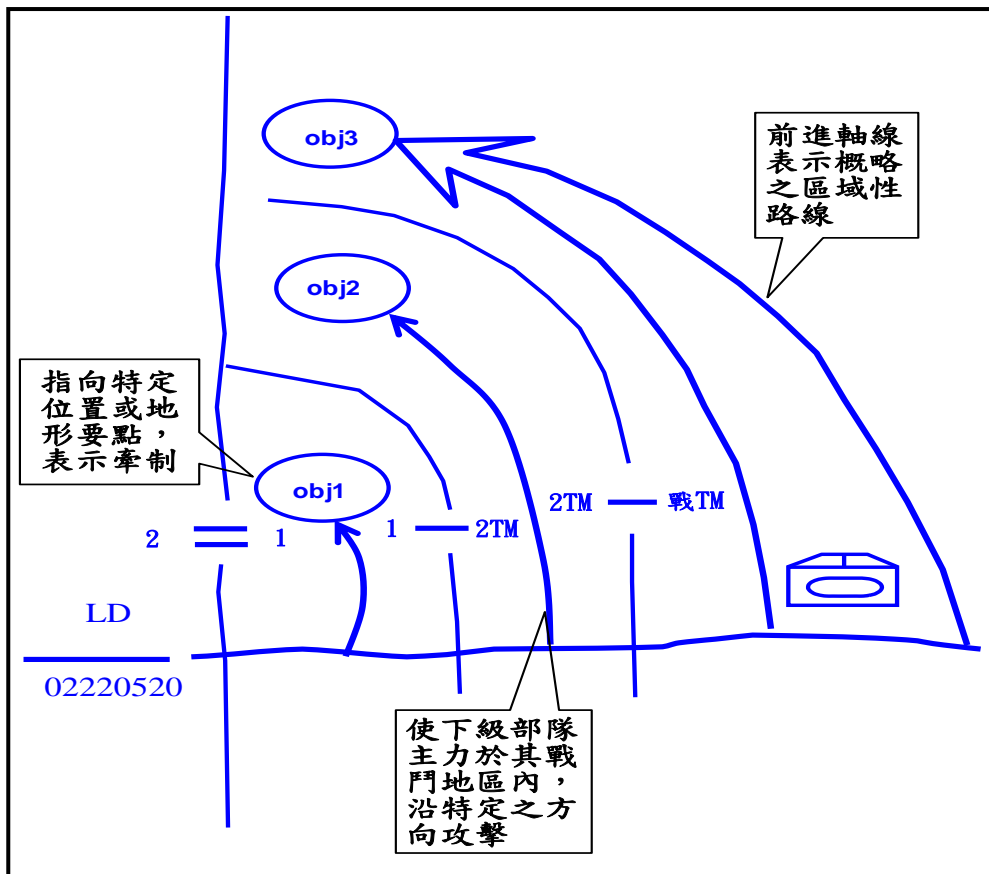 obj3
前進軸線
表示概略
之區域性
路線
obj2
指向特定
位置或地
形要點，
表示牽制
obj1
2TM 戰TM
2 1 1 2TM
LD
02220520
使下級部隊
主力於其戰
鬥地區內，
沿特定之方
向攻擊